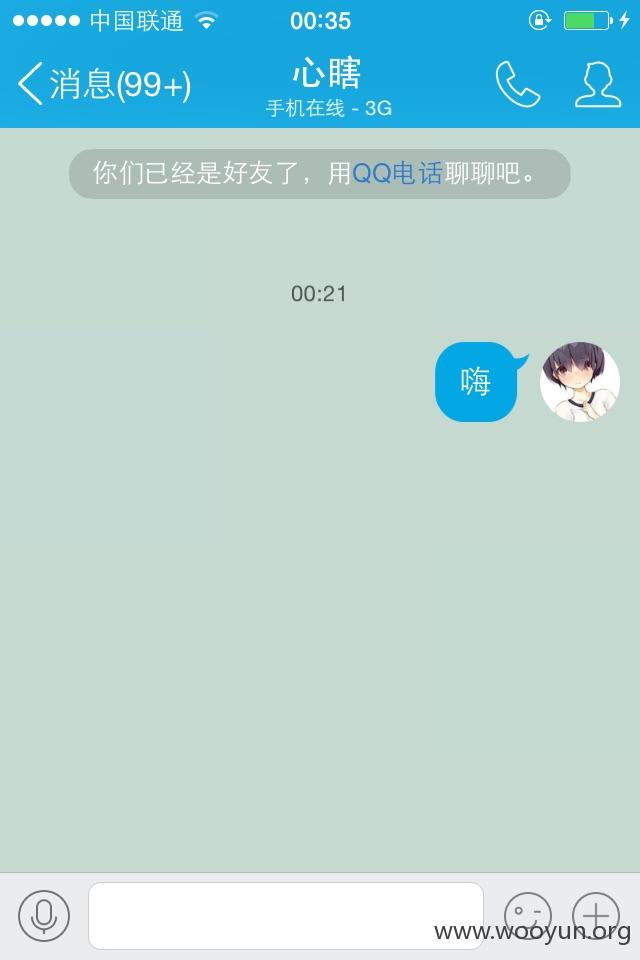 中国联通 00:35
消息(99+) 心瞎
手机在线 - 3G
你们已经是好友了，用QQ电话聊聊吧。
00:21
嗨
www.wooyun.org